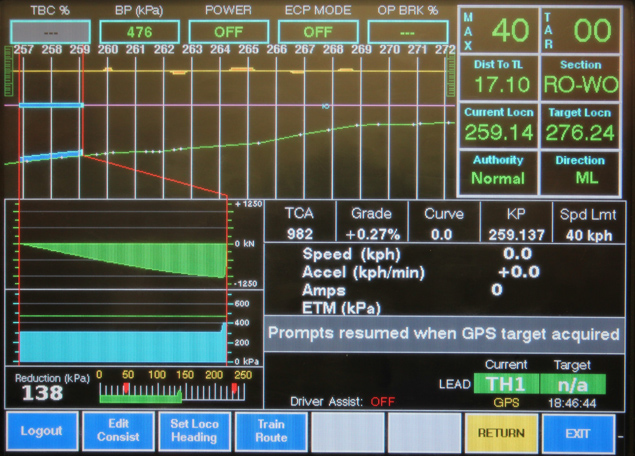 TBC % BP (kPa) POWER ECP MODE OP BRK %
--- 476 OFF OFF ---
257 258 259 260 261 262 263 264 265 266 267 268 269 270 271 272
MAX 40 TAR 00
Dist To TL Section
17.10 RO-WO
Current Locn Target Locn
259.14 276.24
Authority Direction
Normal ML
+1250
0 kN
-1250
600
400
200
0 kPa
TCA Grade Curve KP Spd Lmt
982 +0.27% 0.0 259.137 40 kph
Speed (kph) 0.0
Accel (kph/min) +0.0
Amps 0
ETM (kPa)
Prompts resumed when GPS target acquired
Reduction (kPa) 0 50 100 150 200 250
138
Current Target
LEAD TH1 n/a
Driver Assist: OFF GPS 18:46:44
Logout
Edit Consist
Set Loco Heading
Train Route
RETURN
EXIT